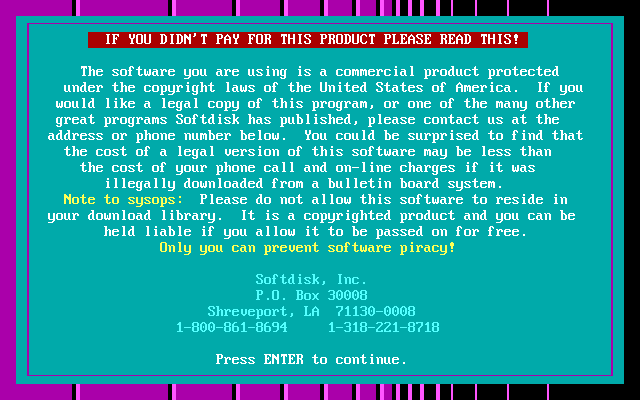 IF YOU DIDN'T PAY FOR THIS PRODUCT PLEASE READ THIS!
The software you are using is a commercial product protected
under the copyright laws of the United States of America.  If you
would like a legal copy of this program, or one of the many other
great programs Softdisk has published, please contact us at the
address or phone number below.  You could be surprised to find that
the cost of a legal version of this software may be less than
the cost of your phone call and on-line charges if it was
illegally downloaded from a bulletin board system.
Note to sysops:  Please do not allow this software to reside in
your download library.  It is a copyrighted product and you can be
held liable if you allow it to be passed on for free.
Only you can prevent software piracy!
Softdisk, Inc.
P.O. Box 30008
Shreveport, LA  71130-0008
1-800-861-8694     1-318-221-8718
Press ENTER to continue.